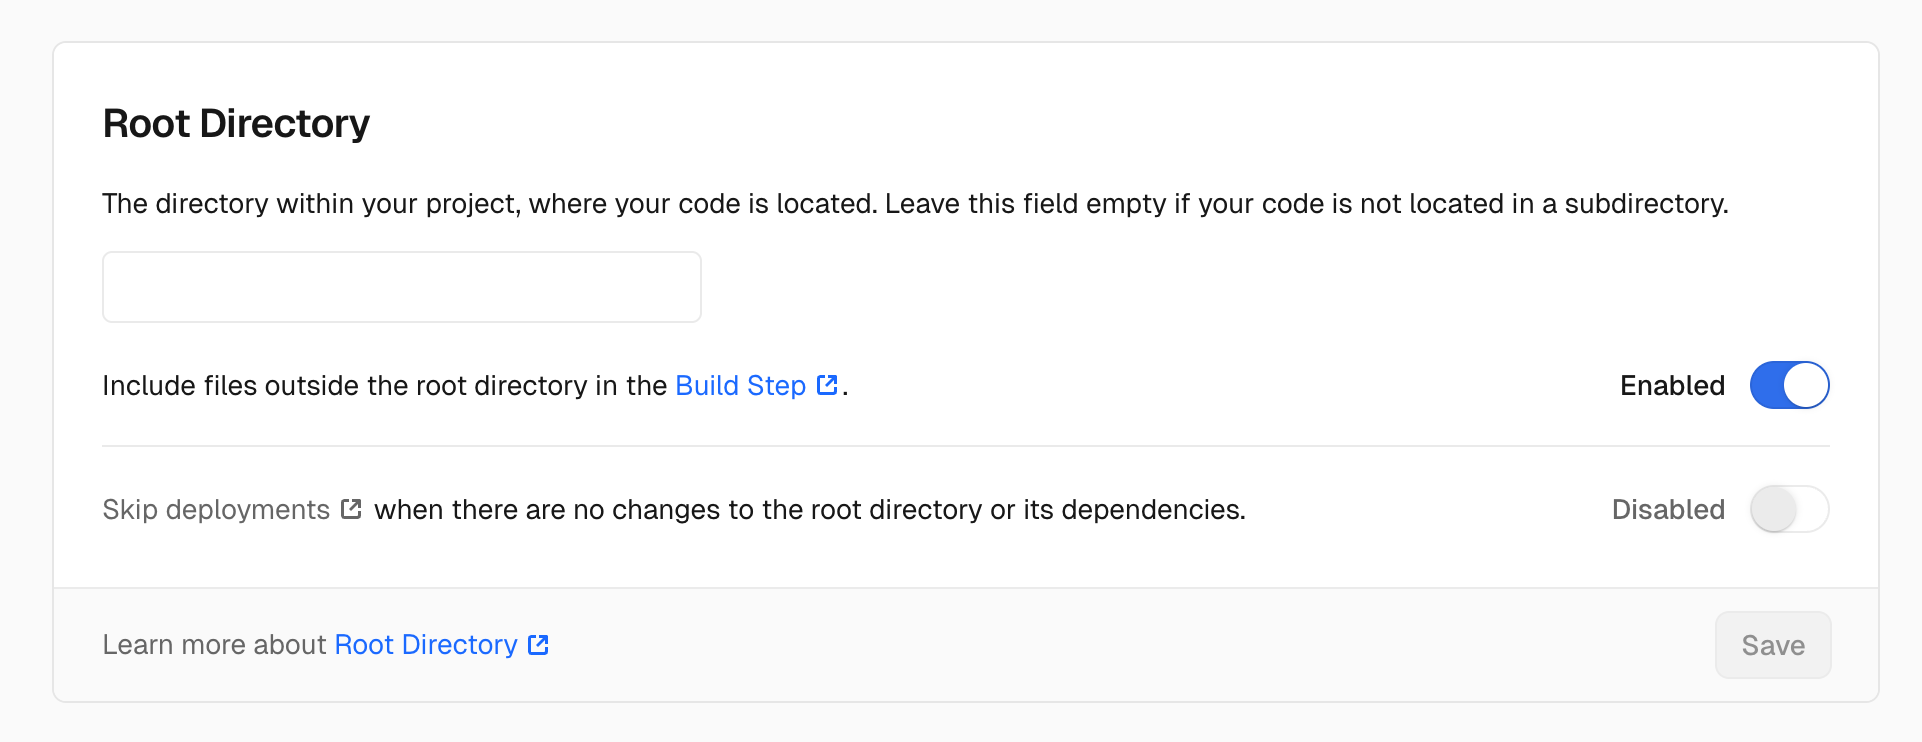 Root Directory
The directory within your project, where your code is located. Leave this field empty if your code is not located in a subdirectory.
Include files outside the root directory in the Build Step .
Enabled
Skip deployments when there are no changes to the root directory or its dependencies.
Disabled
Learn more about Root Directory
Save